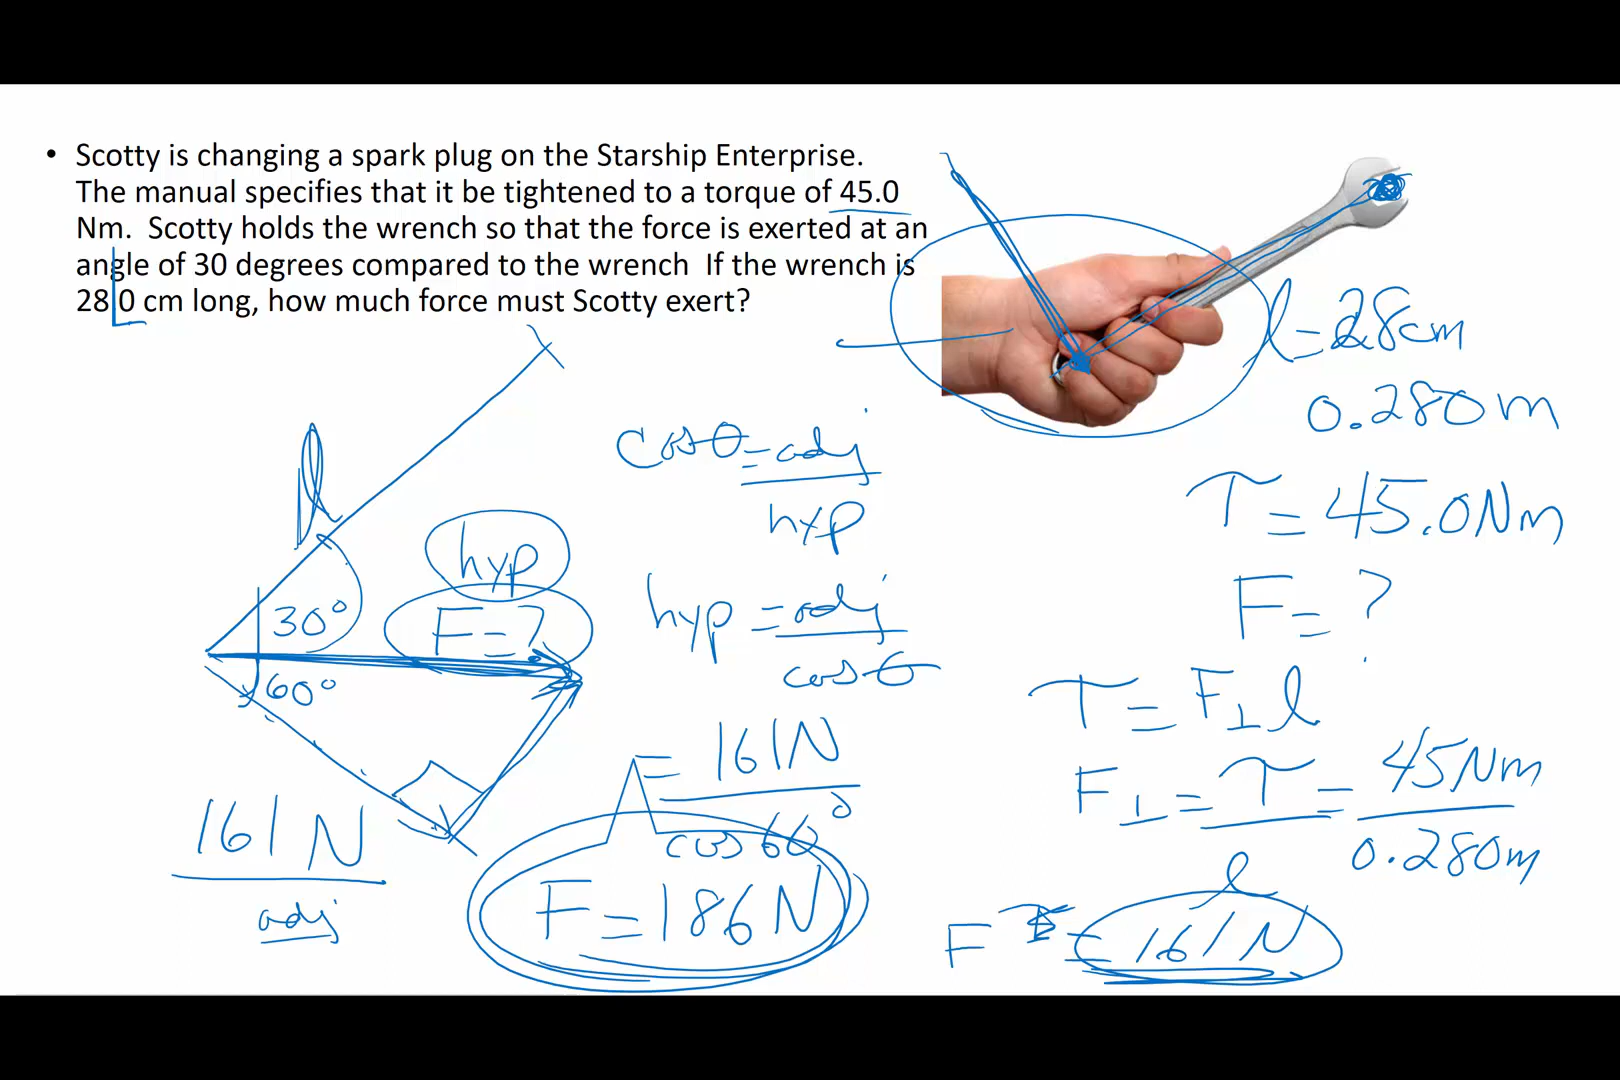 • Scotty is changing a spark plug on the Starship Enterprise.
The manual specifies that it be tightened to a torque of 45.0
Nm.  Scotty holds the wrench so that the force is exerted at an
angle of 30 degrees compared to the wrench  If the wrench is
28.0 cm long, how much force must Scotty exert?
l = 28cm
0.280m
τ = 45.0Nm
F = ?
τ = F⊥ l
F⊥ = τ / l = 45Nm / 0.280m
F⊥ = 161N
l
30°
60°
hyp
F = ?
161N
adj
cosθ = adj / hyp
hyp = adj / cosθ
= 161N / cos60°
F = 186N